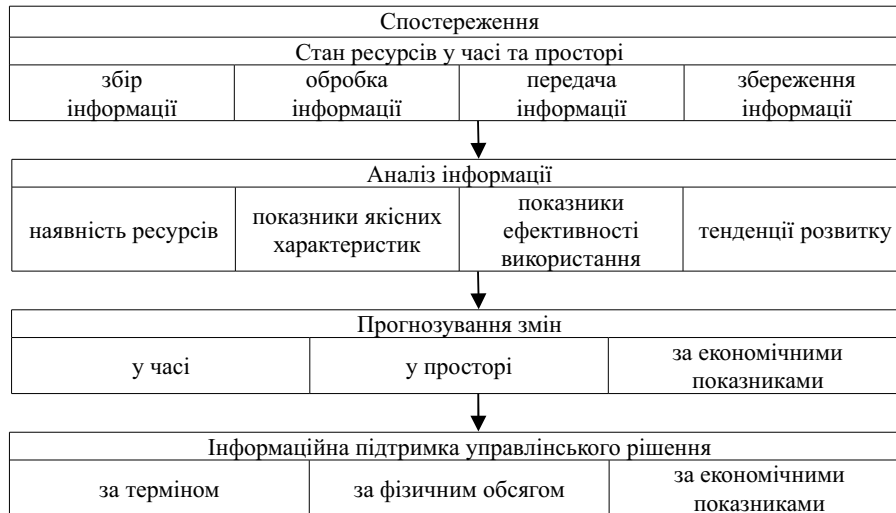 Спостереження
Стан ресурсів у часі та просторі
збір
інформації
обробка
інформації
передача
інформації
збереження
інформації
Аналіз інформації
наявність ресурсів
показники якісних
характеристик
показники
ефективності
використання
тенденції розвитку
Прогнозування змін
у часі
у просторі
за економічними
показниками
Інформаційна підтримка управлінського рішення
за терміном
за фізичним обсягом
за економічними
показниками